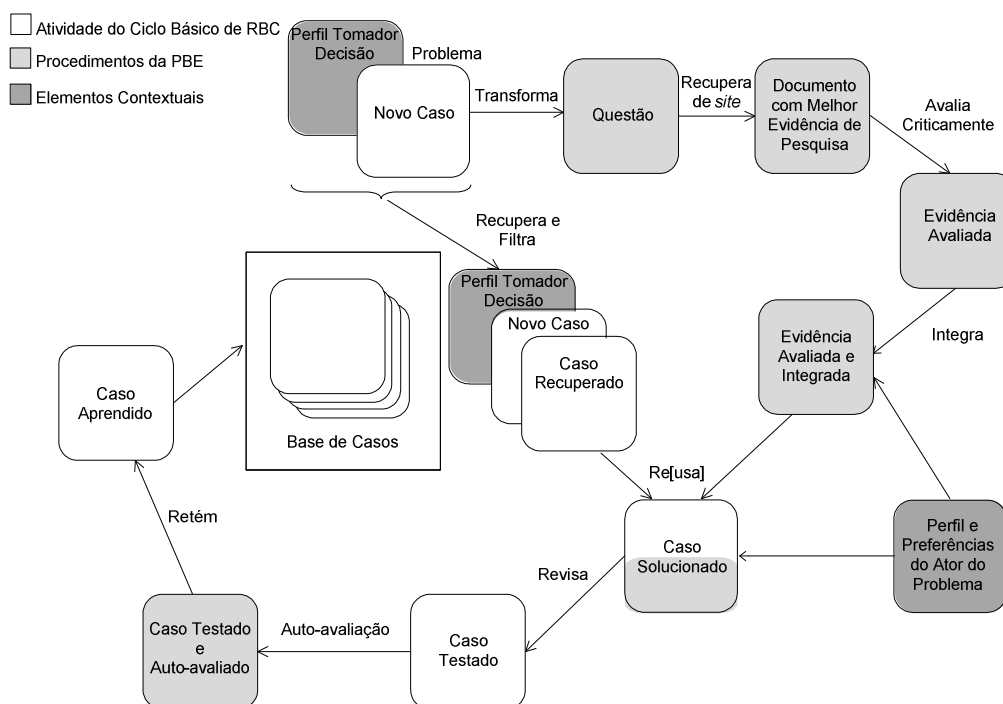 Atividade do Ciclo Básico de RBC
Procedimentos da PBE
Elementos Contextuais
Perfil Tomador
Decisão
Problema
Novo Caso
Transforma
Questão
Recupera
de site
Documento
com Melhor
Evidência de
Pesquisa
Avalia
Criticamente
Evidência
Avaliada
Recupera e
Filtra
Perfil Tomador
Decisão
Novo Caso
Caso
Recuperado
Evidência
Avaliada e
Integrada
Integra
Caso
Aprendido
Base de Casos
Re[usa]
Retém
Caso
Solucionado
Perfil e
Preferências
do Ator do
Problema
Revisa
Caso Testado
e
Auto-avaliado
Auto-avaliação
Caso
Testado